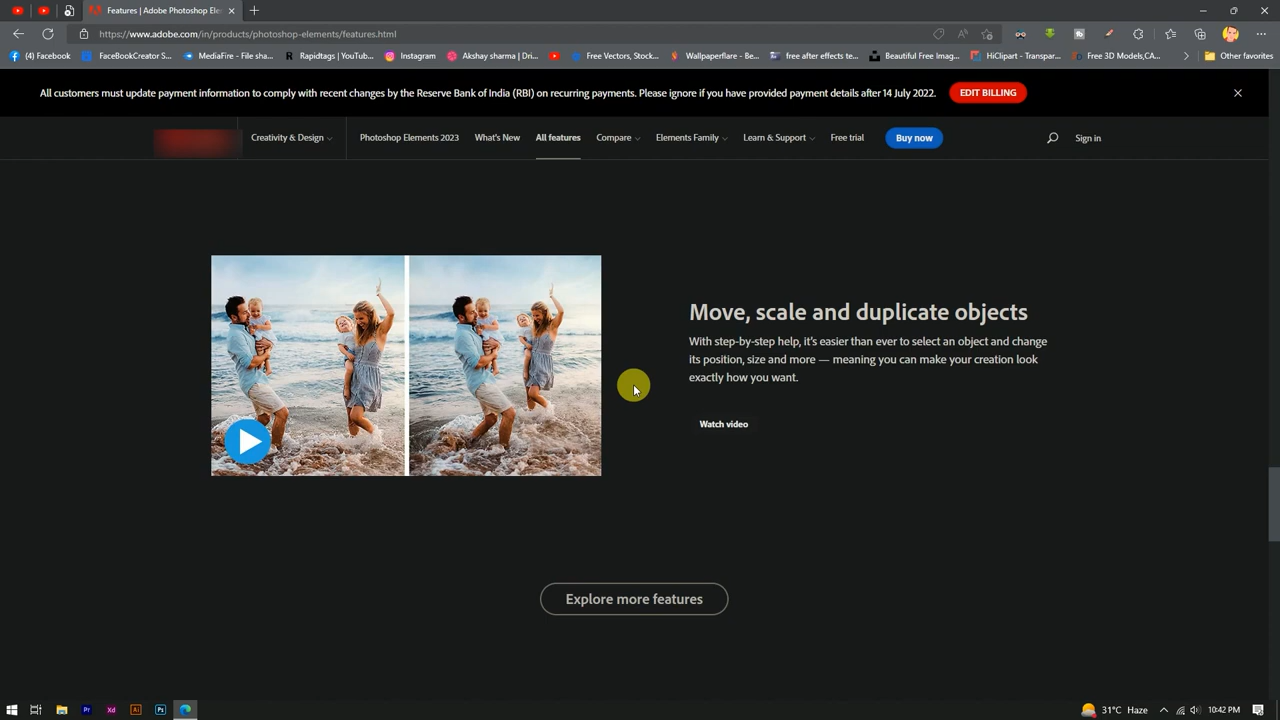 Features | Adobe Photoshop Ele
https://www.adobe.com/in/products/photoshop-elements/features.html
(4) Facebook
FaceBookCreator S...
MediaFire - File sha...
Rapidtags | YouTub...
Instagram
Akshay sharma | Dri...
Free Vectors, Stock...
Wallpaperflare - Be...
free after effects te...
Beautiful Free Imag...
HiClipart - Transpar...
Free 3D Models,CA...
Other favorites
All customers must update payment information to comply with recent changes by the Reserve Bank of India (RBI) on recurring payments. Please ignore if you have provided payment details after 14 July 2022.
EDIT BILLING
Creativity & Design
Photoshop Elements 2023
What's New
All features
Compare
Elements Family
Learn & Support
Free trial
Buy now
Sign in
Move, scale and duplicate objects
With step-by-step help, it's easier than ever to select an object and change
its position, size and more — meaning you can make your creation look
exactly how you want.
Watch video
Explore more features
Pr
Xd
Ai
Ps
31°C Haze
10:42 PM